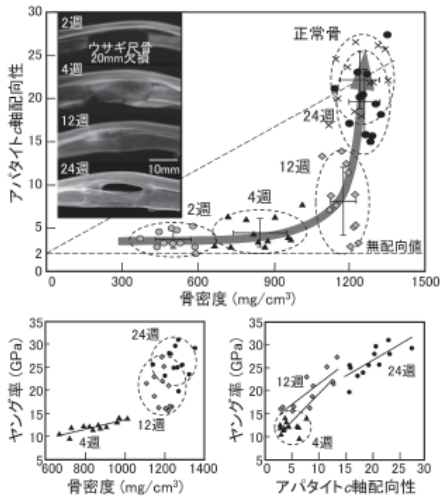 30
25
20
15
10
5
2
0
アパタイトc軸配向性
2週
ウサギ尺骨
20mm欠損
4週
12週
24週
10mm
正常骨
24週
12週
4週
2週
無配向値
0
300
600
900
1200
1500
骨密度 (mg/cm³)
35
30
25
20
15
10
5
ヤング率 (GPa)
24週
12週
4週
600
800
1000
1200
1400
骨密度 (mg/cm³)
35
30
25
20
15
10
5
ヤング率 (GPa)
12週
24週
4週
0
5
10
15
20
25
30
アパタイトc軸配向性